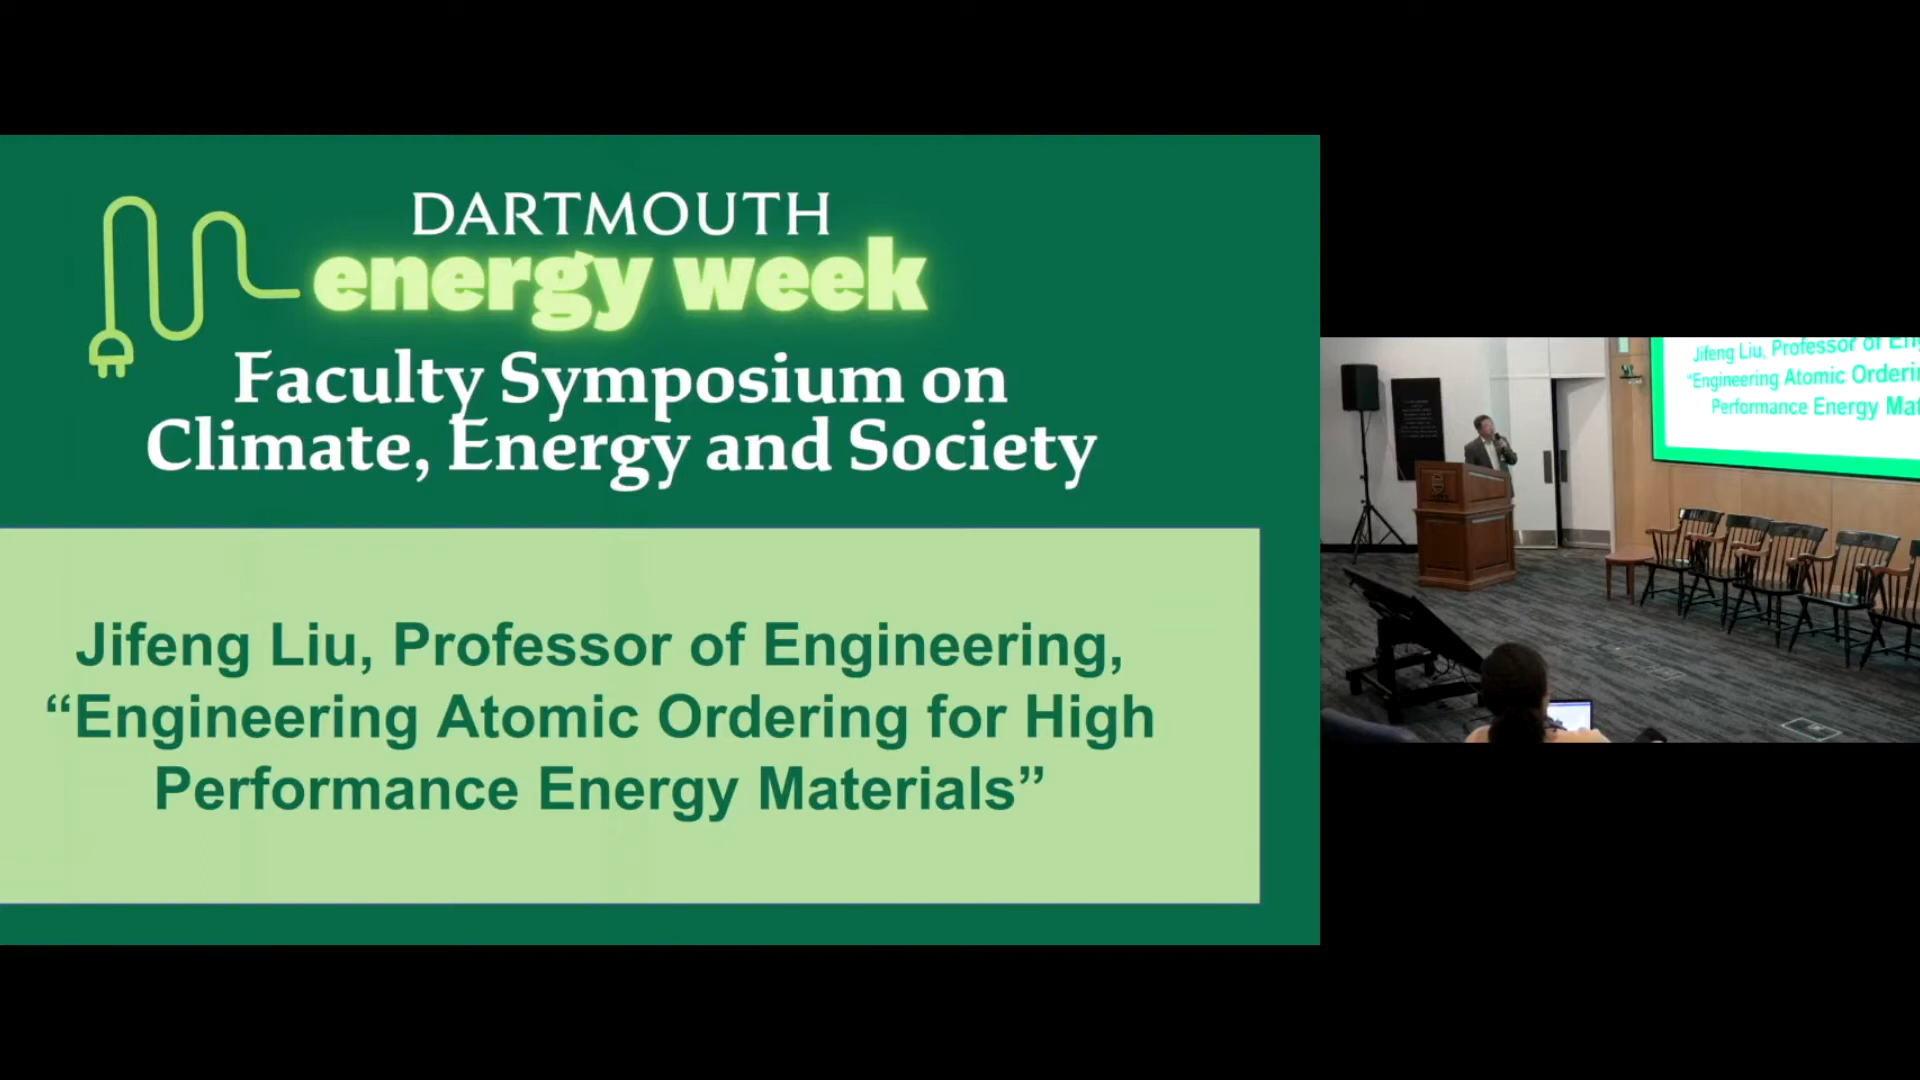 DARTMOUTH
energy week
Faculty Symposium on
Climate, Energy and Society
Jifeng Liu, Professor of Engineering,
“Engineering Atomic Ordering for High
Performance Energy Materials”
Jifeng Liu, Professor of
“Engineering Atomic
Performance Energy